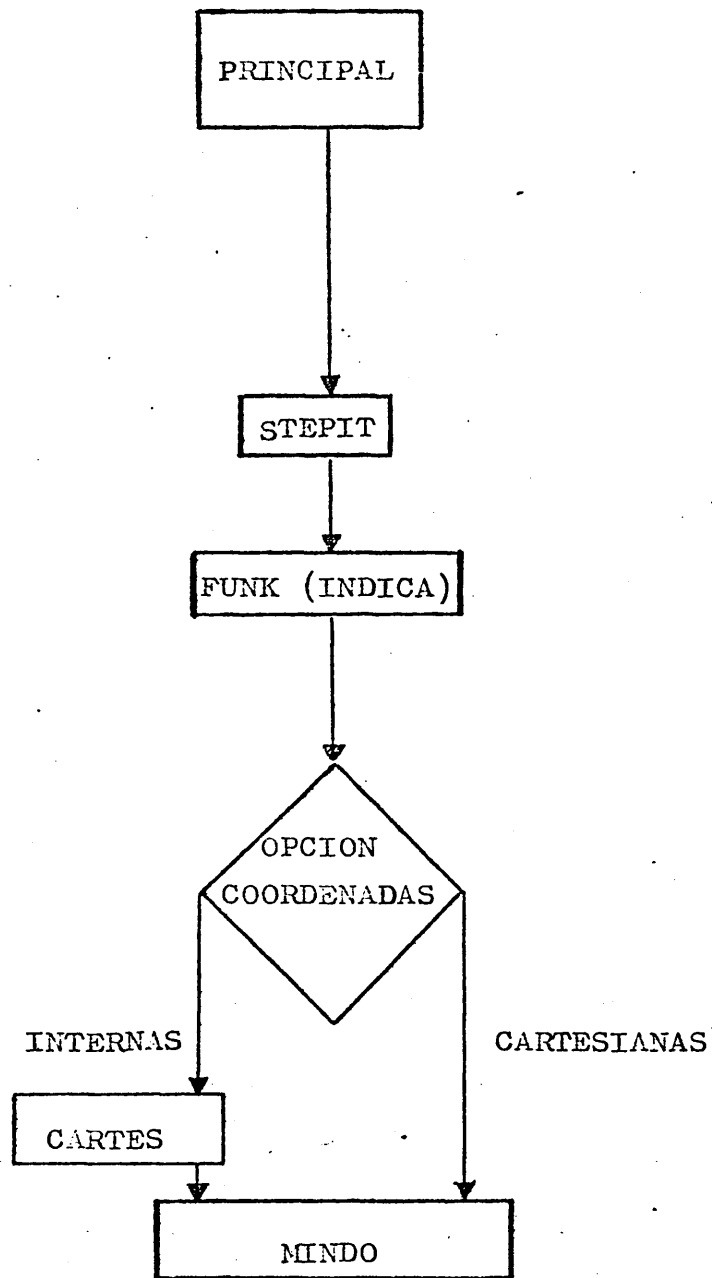 PRINCIPAL
STEPIT
FUNK (INDICA)
OPCION
COORDENADAS
INTERNAS
CARTESIANAS
CARTES
MINDO